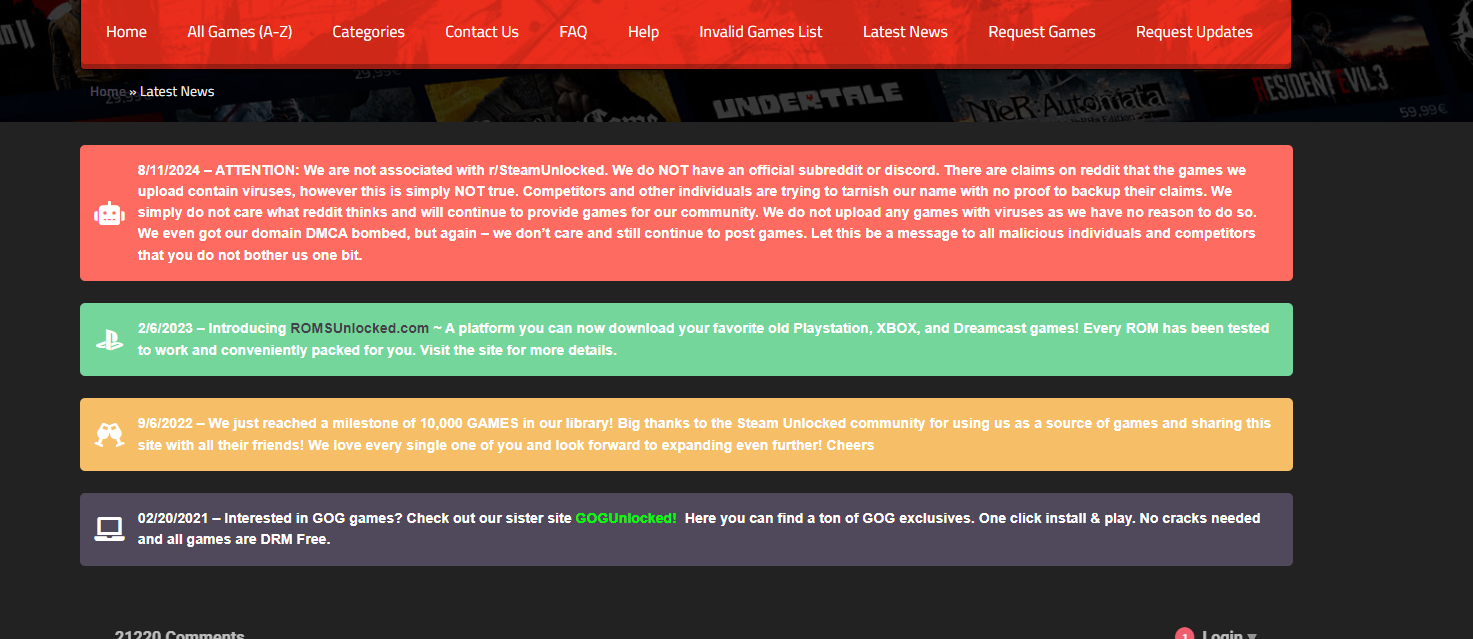 Home All Games (A-Z) Categories Contact Us FAQ Help Invalid Games List Latest News Request Games Request Updates
29,99€
Home » Latest News
29,99€
UNDERTALE
NieR:Automata
RESIDENT EVIL 3
59,99€
8/11/2024 – ATTENTION: We are not associated with r/SteamUnlocked. We do NOT have an official subreddit or discord. There are claims on reddit that the games we
upload contain viruses, however this is simply NOT true. Competitors and other individuals are trying to tarnish our name with no proof to backup their claims. We
simply do not care what reddit thinks and will continue to provide games for our community. We do not upload any games with viruses as we have no reason to do so.
We even got our domain DMCA bombed, but again – we don't care and still continue to post games. Let this be a message to all malicious individuals and competitors
that you do not bother us one bit.
2/6/2023 – Introducing ROMSUnlocked.com ~ A platform you can now download your favorite old Playstation, XBOX, and Dreamcast games! Every ROM has been tested
to work and conveniently packed for you. Visit the site for more details.
9/6/2022 – We just reached a milestone of 10,000 GAMES in our library! Big thanks to the Steam Unlocked community for using us as a source of games and sharing this
site with all their friends! We love every single one of you and look forward to expanding even further! Cheers
02/20/2021 – Interested in GOG games? Check out our sister site GOGUnlocked! Here you can find a ton of GOG exclusives. One click install & play. No cracks needed
and all games are DRM Free.
21220 Comments
1 Login